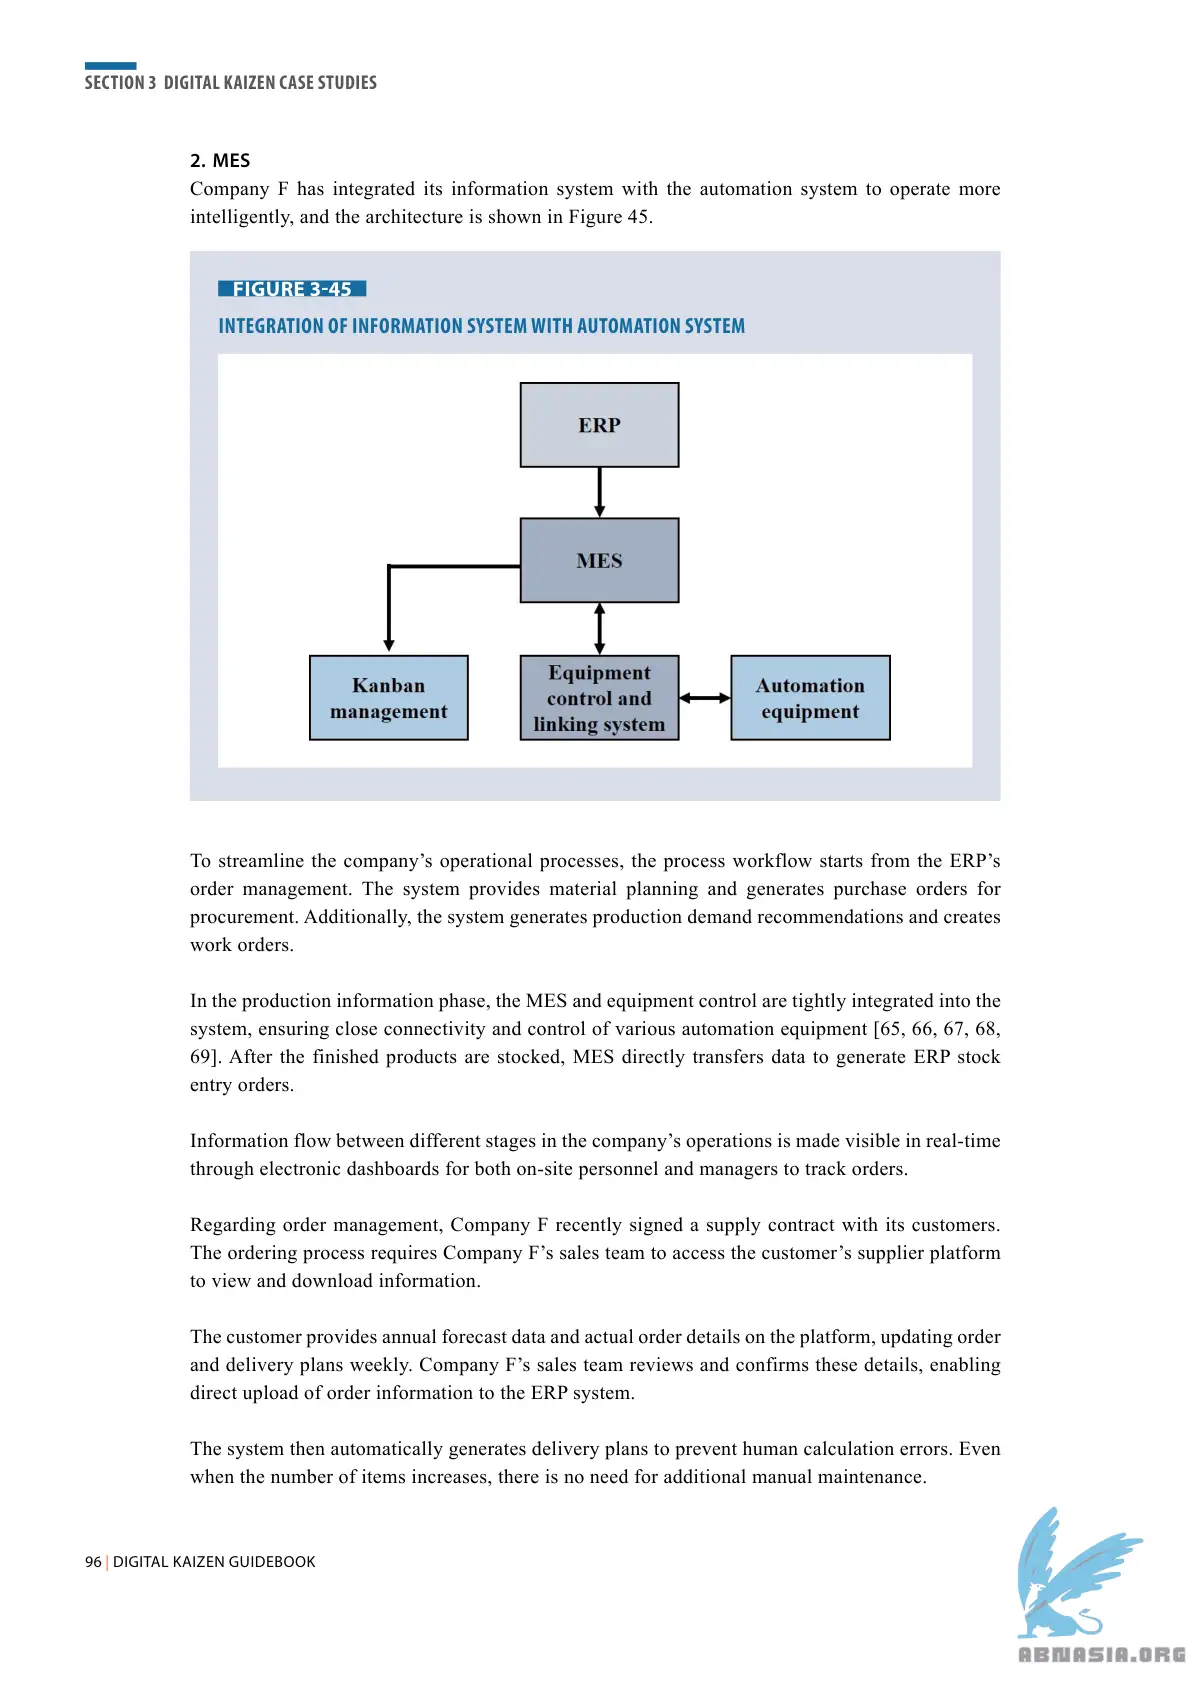 SECTION 3 DIGITAL KAIZEN CASE STUDIES
2. MES
Company F has integrated its information system with the automation system to operate more
intelligently, and the architecture is shown in Figure 45.
FIGURE 3-45
INTEGRATION OF INFORMATION SYSTEM WITH AUTOMATION SYSTEM
ERP
MES
Kanban
management
Equipment
control and
linking system
Automation
equipment
To streamline the company’s operational processes, the process workflow starts from the ERP’s
order management. The system provides material planning and generates purchase orders for
procurement. Additionally, the system generates production demand recommendations and creates
work orders.
In the production information phase, the MES and equipment control are tightly integrated into the
system, ensuring close connectivity and control of various automation equipment [65, 66, 67, 68,
69]. After the finished products are stocked, MES directly transfers data to generate ERP stock
entry orders.
Information flow between different stages in the company’s operations is made visible in real-time
through electronic dashboards for both on-site personnel and managers to track orders.
Regarding order management, Company F recently signed a supply contract with its customers.
The ordering process requires Company F’s sales team to access the customer’s supplier platform
to view and download information.
The customer provides annual forecast data and actual order details on the platform, updating order
and delivery plans weekly. Company F’s sales team reviews and confirms these details, enabling
direct upload of order information to the ERP system.
The system then automatically generates delivery plans to prevent human calculation errors. Even
when the number of items increases, there is no need for additional manual maintenance.
96 | DIGITAL KAIZEN GUIDEBOOK
ABNASIA.ORG